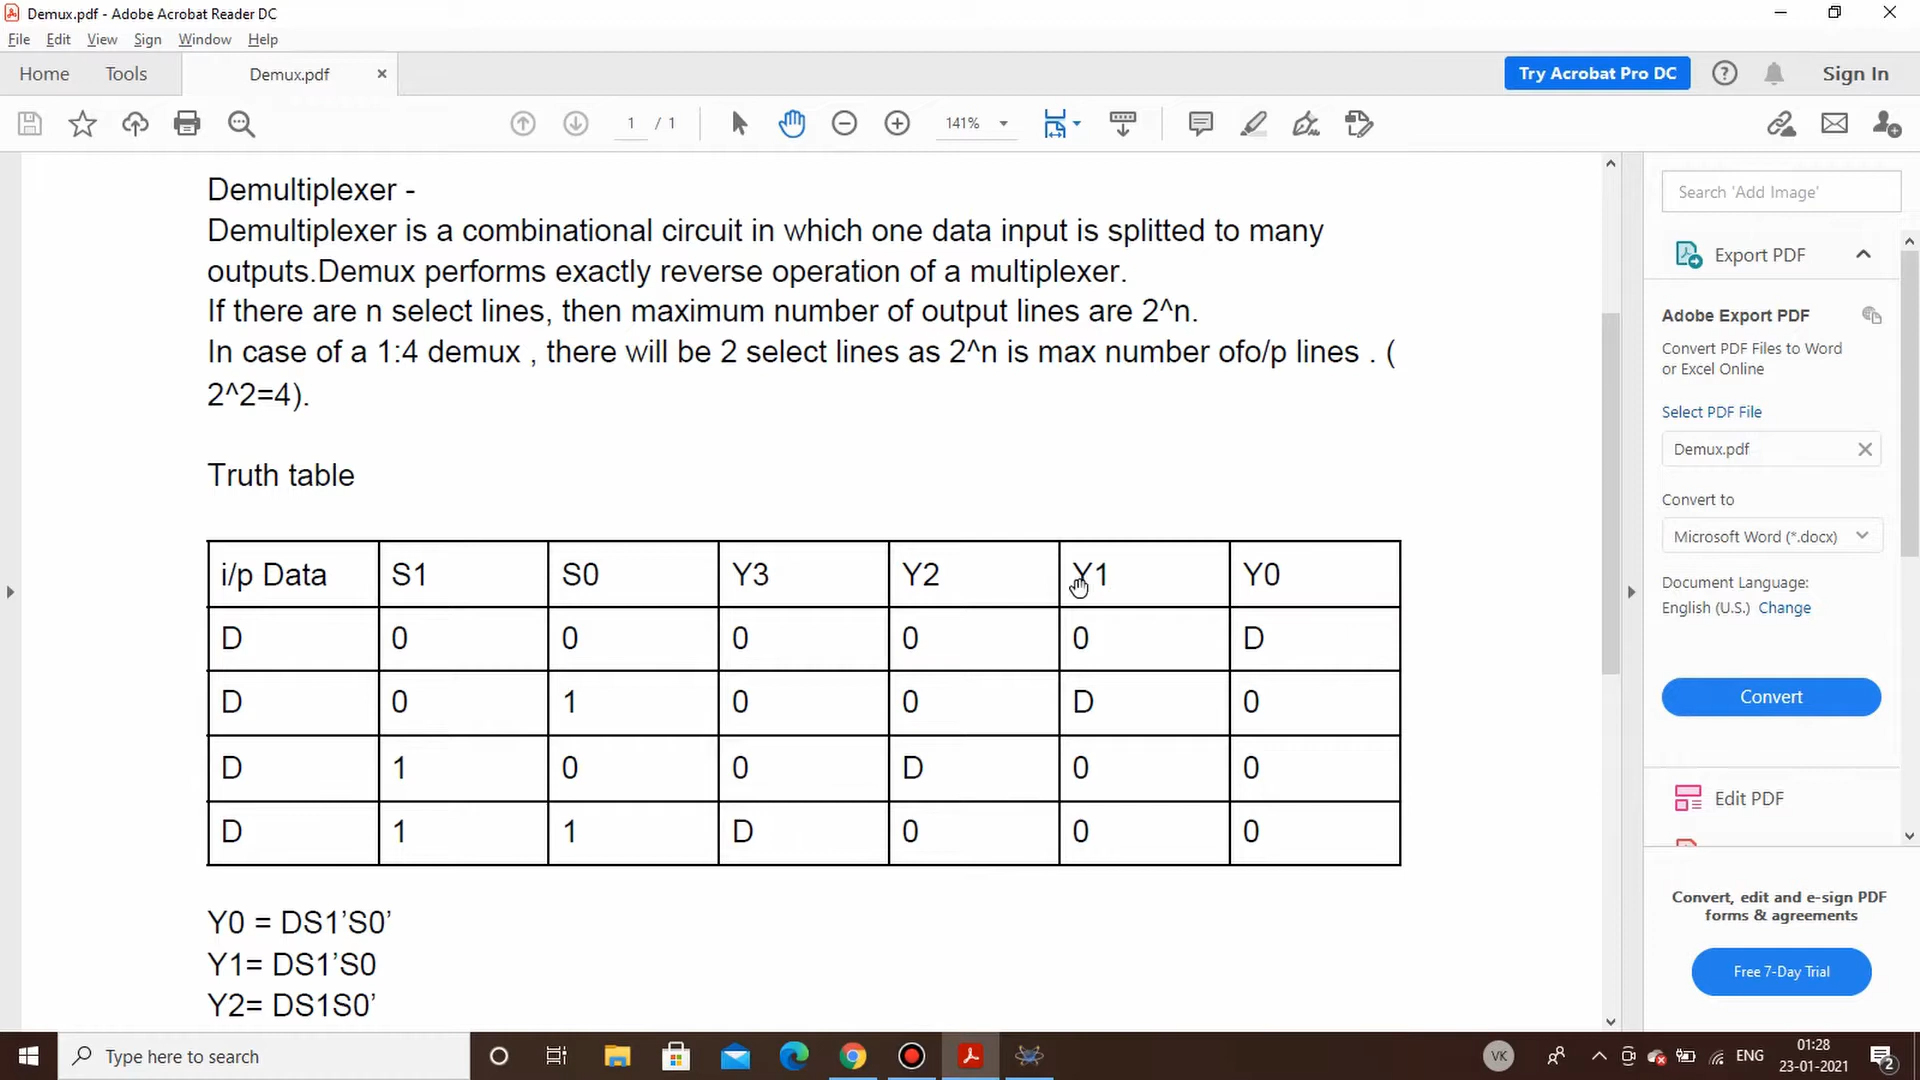 Demux.pdf - Adobe Acrobat Reader DC
File Edit View Sign Window Help
Home Tools Demux.pdf × Try Acrobat Pro DC ? Sign In
1 / 1 141%
Demultiplexer -
Demultiplexer is a combinational circuit in which one data input is splitted to many
outputs.Demux performs exactly reverse operation of a multiplexer.
If there are n select lines, then maximum number of output lines are 2^n.
In case of a 1:4 demux , there will be 2 select lines as 2^n is max number ofo/p lines . (
2^2=4).
Truth table
i/p Data S1 S0 Y3 Y2 Y1 Y0
D 0 0 0 0 0 D
D 0 1 0 0 D 0
D 1 0 0 D 0 0
D 1 1 D 0 0 0
Y0 = DS1’S0’
Y1= DS1’S0
Y2= DS1S0’
Search 'Add Image'
Export PDF
Adobe Export PDF
Convert PDF Files to Word
or Excel Online
Select PDF File
Demux.pdf
Convert to
Microsoft Word (*.docx)
Document Language:
English (U.S.) Change
Convert
Edit PDF
Convert, edit and e-sign PDF
forms & agreements
Free 7-Day Trial
Type here to search
VK
ENG
01:28
23-01-2021
2